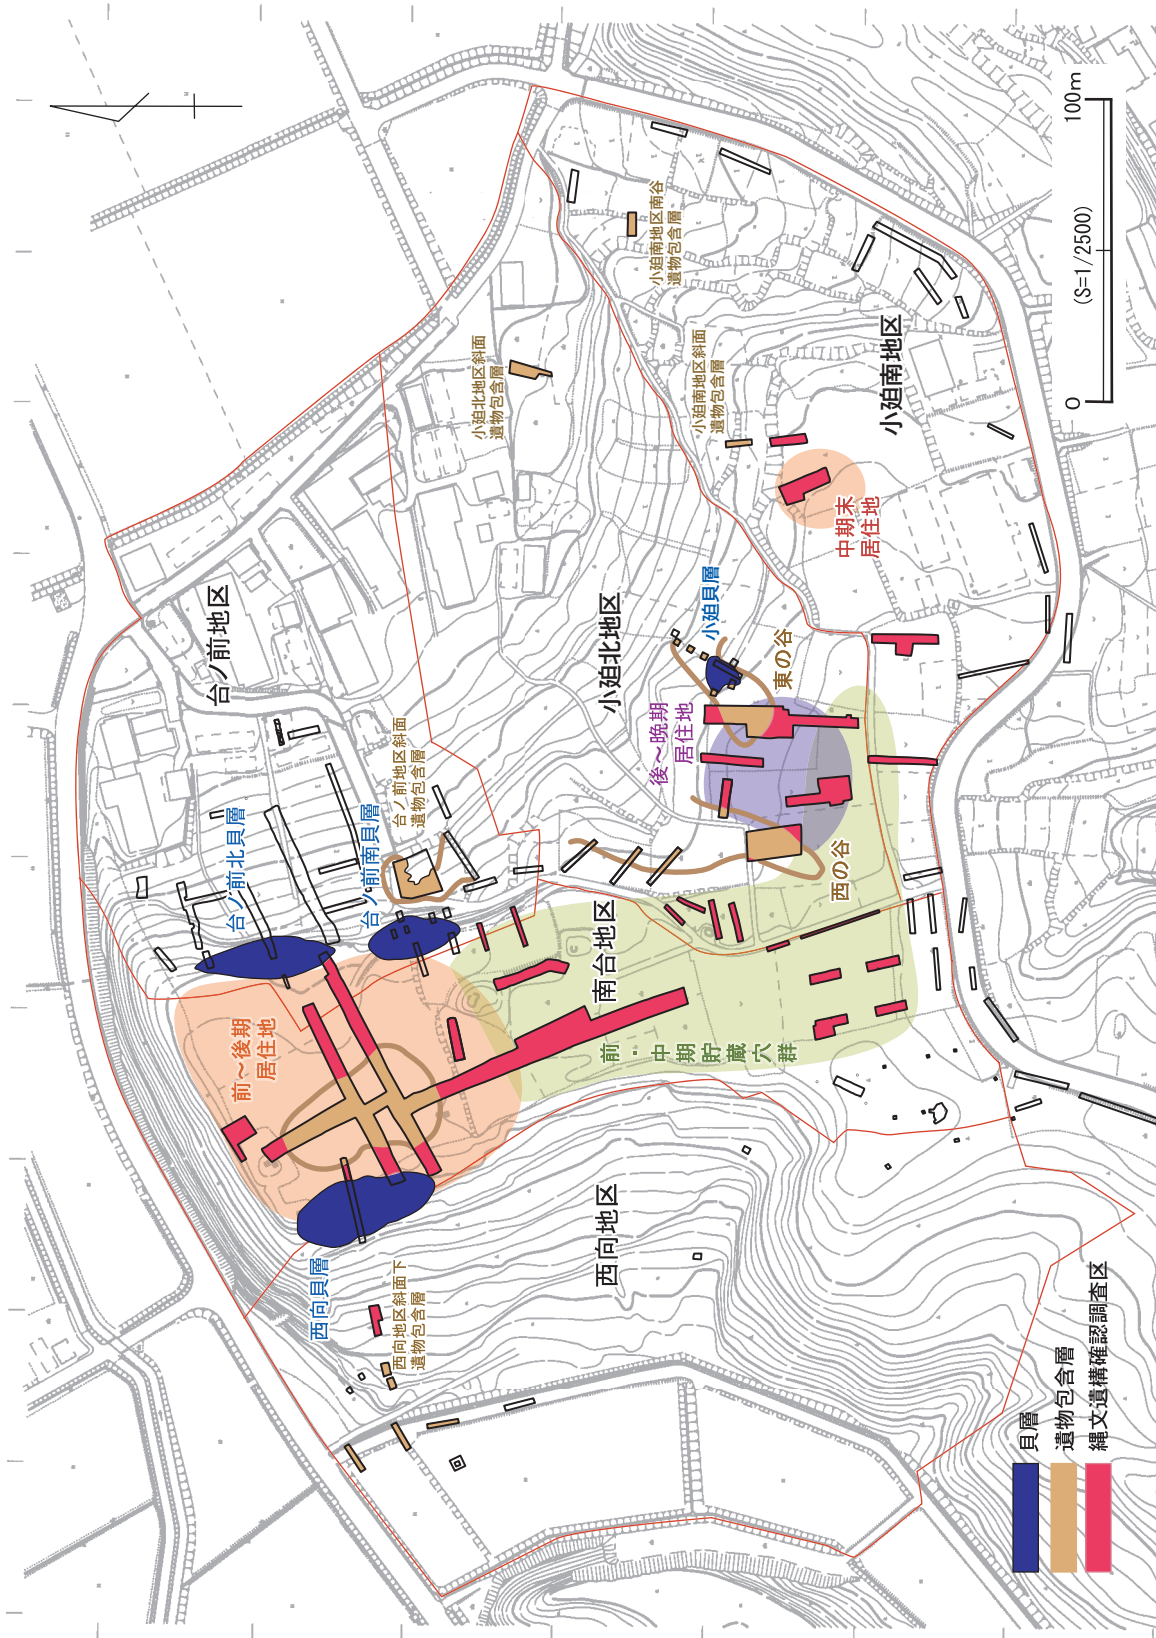 西向貝層
西向地区斜面下
遺物包含層
西向地区
前~後期
居住地
台ノ前北貝層
台ノ前南貝層
台ノ前地区斜面
遺物包含層
台ノ前地区
前・中期貯蔵穴群
南台地区
西の谷
後~晩期
居住地
東の谷
小廹貝層
小廹北地区
小廹北地区斜面
遺物包含層
小廹南地区斜面
遺物包含層
小廹南地区南谷
遺物包含層
中期末
居住地
小廹南地区
貝層
遺物包含層
縄文遺構確認調査区
0
(S=1/2500)
100m